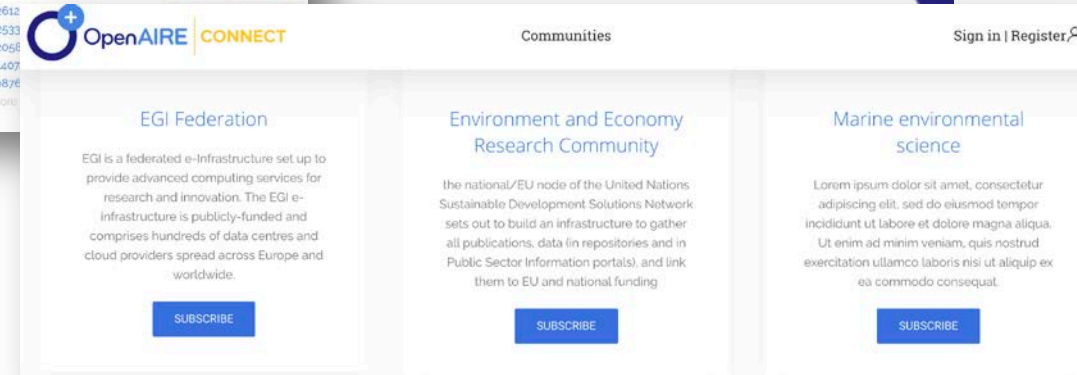 2612
2533
2058
OpenAIRE CONNECT
Communities
Sign in | Register
EGI Federation
EGI is a federated e-Infrastructure set up to
provide advanced computing services for
research and innovation. The EGI e-
infrastructure is publicly-funded and
comprises hundreds of data centres and
cloud providers spread across Europe and
worldwide.
SUBSCRIBE
Environment and Economy
Research Community
the national/EU node of the United Nations
Sustainable Development Solutions Network
sets out to build an infrastructure to gather
all publications, data (in repositories and in
Public Sector Information portals), and link
them to EU and national funding
SUBSCRIBE
Marine environmental
science
Lorem ipsum dolor sit amet, consectetur
adipiscing elit, sed do eiusmod tempor
incididunt ut labore et dolore magna aliqua.
Ut enim ad minim veniam, quis nostrud
exercitation ullamco laboris nisi ut aliquip ex
ea commodo consequat.
SUBSCRIBE